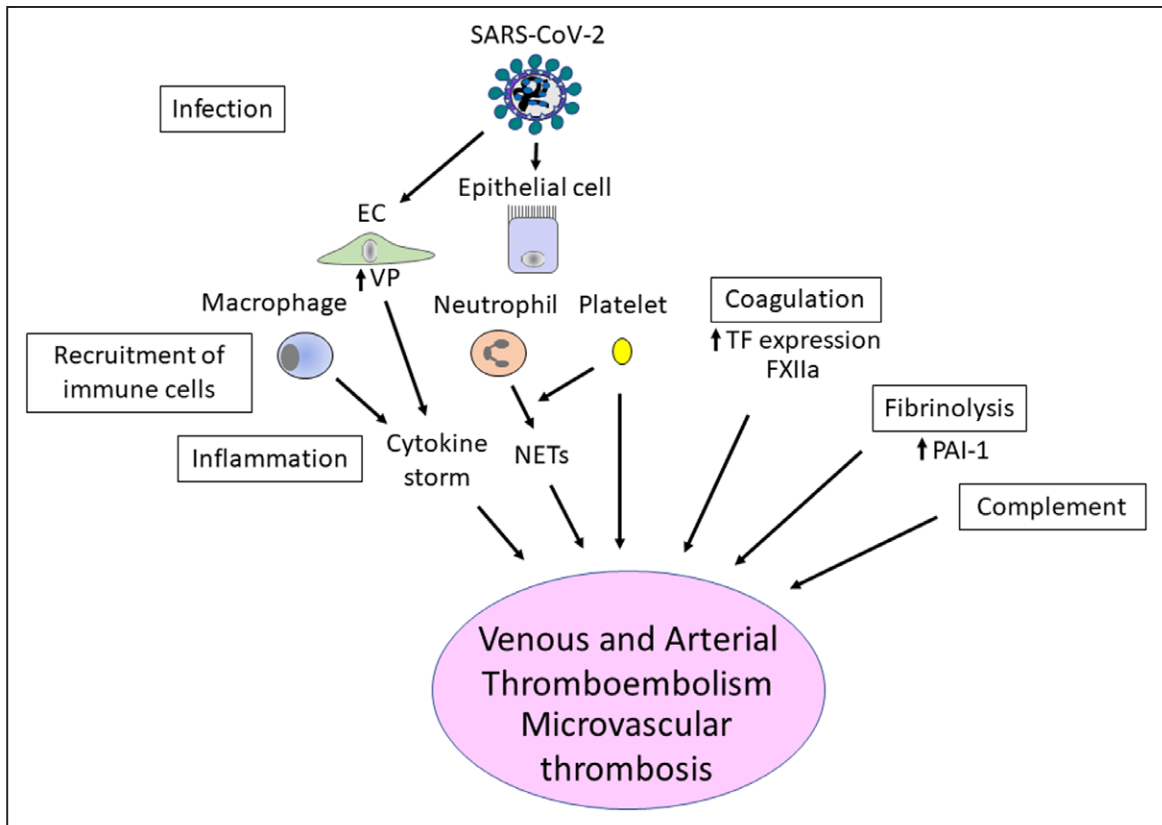 SARS-CoV-2
Infection
Epithelial cell
EC
VP
Macrophage
Neutrophil
Platelet
Coagulation
TF expression
FXIIa
Recruitment of
immune cells
Fibrinolysis
PAI-1
Inflammation
Cytokine
storm
NETs
Complement
Venous and Arterial
Thromboembolism
Microvascular
thrombosis